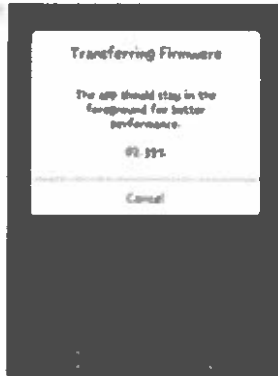 Transferring Firmware
The app should stay in the
foreground for better
performance.
Cancel